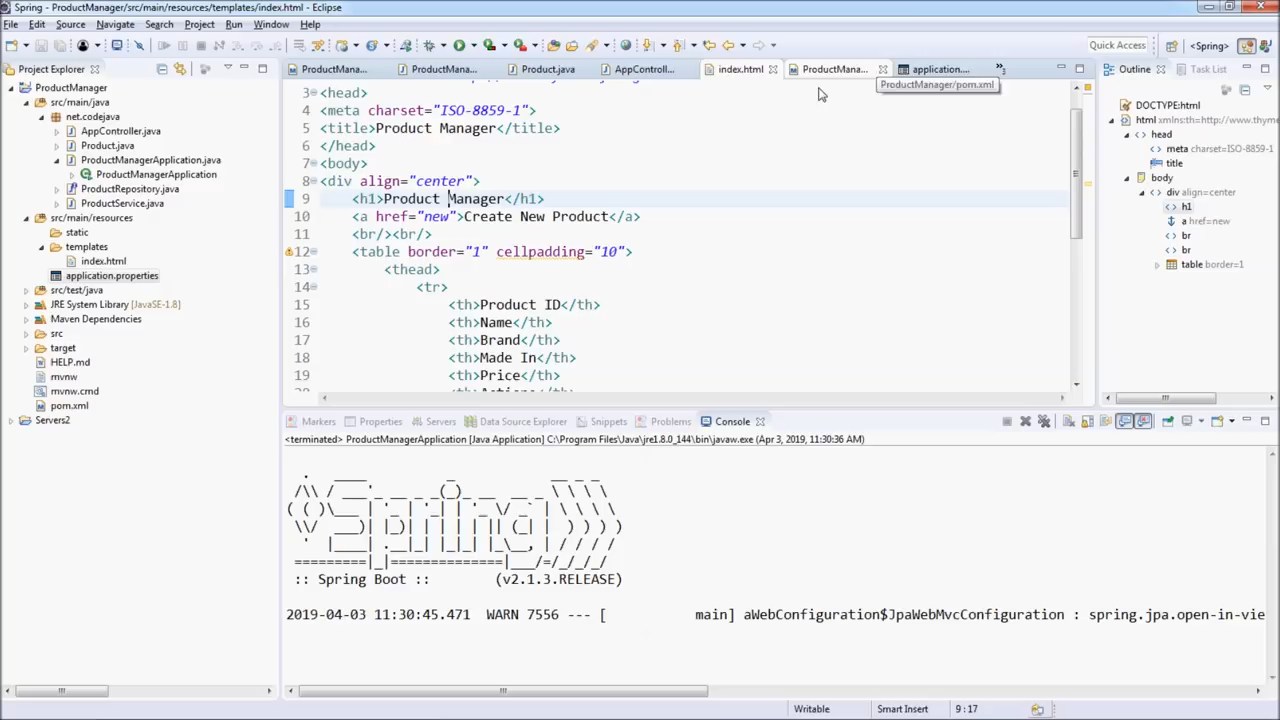 Spring - ProductManager/src/main/resources/templates/index.html - Eclipse
File Edit Source Navigate Search Project Run Window Help
Quick Access <Spring>
Project Explorer
ProductMana... ProductMana... Product.java AppControll... index.html ProductMana... application....
Outline Task List
ProductManager/pom.xml
ProductManager
src/main/java
net.codejava
AppController.java
Product.java
ProductManagerApplication.java
ProductManagerApplication
ProductRepository.java
ProductService.java
src/main/resources
static
templates
index.html
application.properties
src/test/java
JRE System Library [JavaSE-1.8]
Maven Dependencies
src
target
HELP.md
mvnw
mvnw.cmd
pom.xml
Servers2
3 <head>
4 <meta charset="ISO-8859-1">
5 <title>Product Manager</title>
6 </head>
7 <body>
8 <div align="center">
9 <h1>Product Manager</h1>
10 <a href="new">Create New Product</a>
11 <br/><br/>
12 <table border="1" cellpadding="10">
13 <thead>
14 <tr>
15 <th>Product ID</th>
16 <th>Name</th>
17 <th>Brand</th>
18 <th>Made In</th>
19 <th>Price</th>
DOCTYPE:html
html xmlns:th=http://www.thyme
head
meta charset=ISO-8859-1
title
body
div align=center
h1
a href=new
br
br
table border=1
Markers Properties Servers Data Source Explorer Snippets Problems Console
<terminated> ProductManagerApplication [Java Application] C:\Program Files\Java\jre1.8.0_144\bin\javaw.exe (Apr 3, 2019, 11:30:36 AM)
Spring
:: Spring Boot :: (v2.1.3.RELEASE)
2019-04-03 11:30:45.471 WARN 7556 --- [ main] aWebConfiguration$JpaWebMvcConfiguration : spring.jpa.open-in-vie
Writable Smart Insert 9 : 17